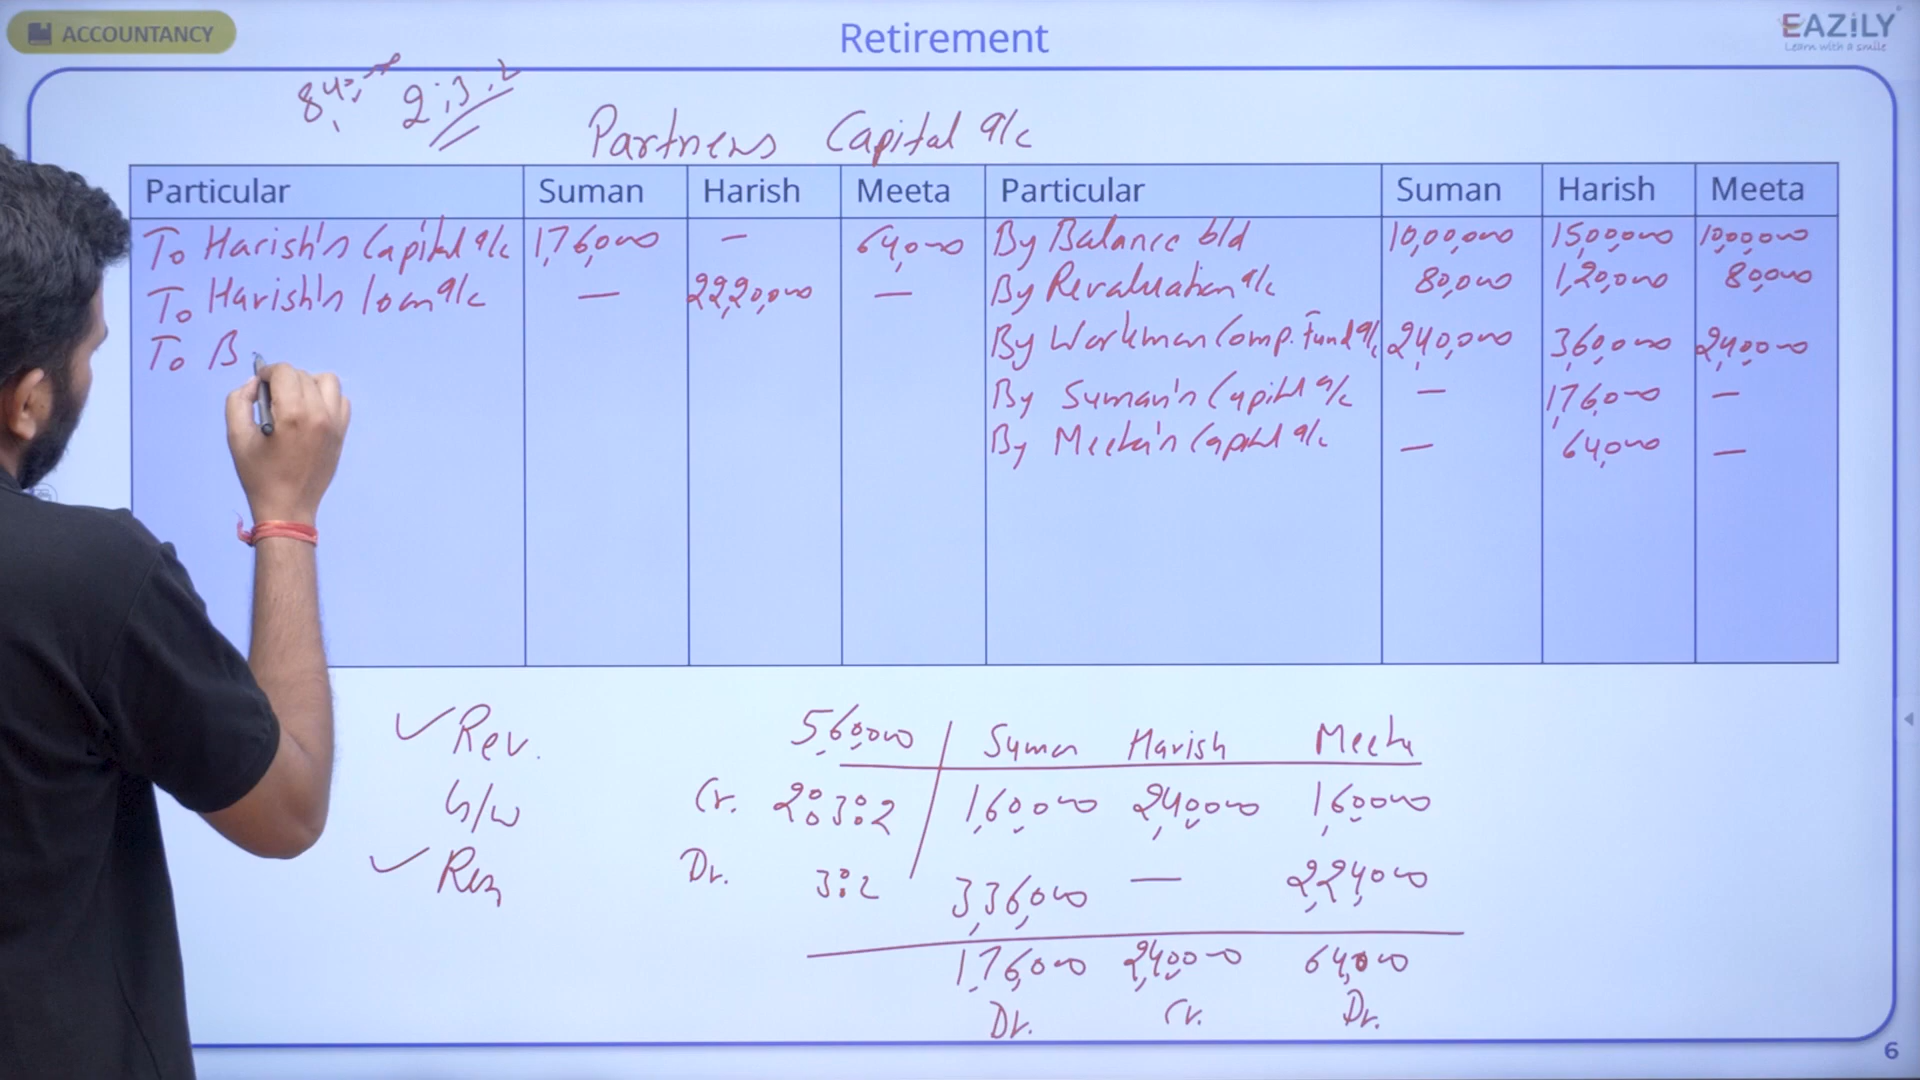 ACCOUNTANCY
Retirement
EAZiLY
Learn with a smile
2:3:2
Partners Capital a/c
Particular Suman Harish Meeta Particular Suman Harish Meeta
To Harish's Capital a/c 1,76,000 — 64,000 By Balance b/d 10,00,000 15,00,000 10,00,000
To Harish's loan a/c — 22,20,000 — By Revaluation a/c 80,000 1,20,000 80,000
To B By Workman Comp. Fund a/c 2,40,000 3,60,000 2,40,000
By Suman's Capital a/c — 1,76,000 —
By Meeta's Capital a/c — 64,000 —
Rev. 5,60,000 Suman Harish Meeta
G/W Cr. 2:3:2 1,60,000 2,40,000 1,60,000
Res Dr. 3:2 3,36,000 — 2,24,000
1,76,000 2,40,000 64,000
Dr. Cr. Dr.
6